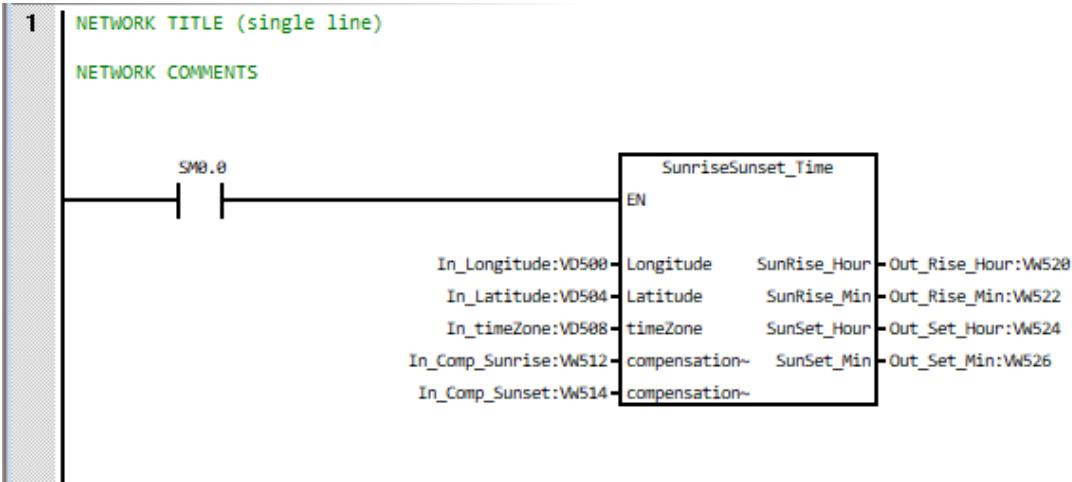 1 NETWORK TITLE (single line)
NETWORK COMMENTS
SM0.0 SunriseSunset_Time
EN
In_Longitude:VD500 Longitude SunRise_Hour Out_Rise_Hour:VW520
In_Latitude:VD504 Latitude SunRise_Min Out_Rise_Min:VW522
In_timeZone:VD508 timeZone SunSet_Hour Out_Set_Hour:VW524
In_Comp_Sunrise:VW512 compensation~ SunSet_Min Out_Set_Min:VW526
In_Comp_Sunset:VW514 compensation~